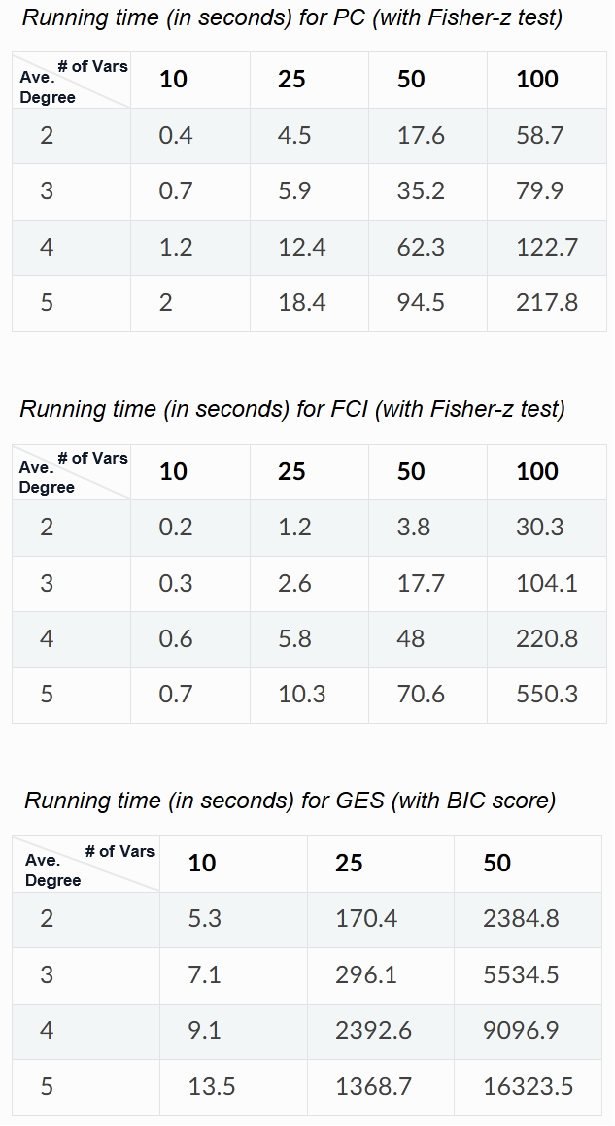 Running time (in seconds) for PC (with Fisher-z test)
# of Vars
Ave.
Degree
10 25 50 100
2 0.4 4.5 17.6 58.7
3 0.7 5.9 35.2 79.9
4 1.2 12.4 62.3 122.7
5 2 18.4 94.5 217.8
Running time (in seconds) for FCI (with Fisher-z test)
# of Vars
Ave.
Degree
10 25 50 100
2 0.2 1.2 3.8 30.3
3 0.3 2.6 17.7 104.1
4 0.6 5.8 48 220.8
5 0.7 10.3 70.6 550.3
Running time (in seconds) for GES (with BIC score)
# of Vars
Ave.
Degree
10 25 50
2 5.3 170.4 2384.8
3 7.1 296.1 5534.5
4 9.1 2392.6 9096.9
5 13.5 1368.7 16323.5